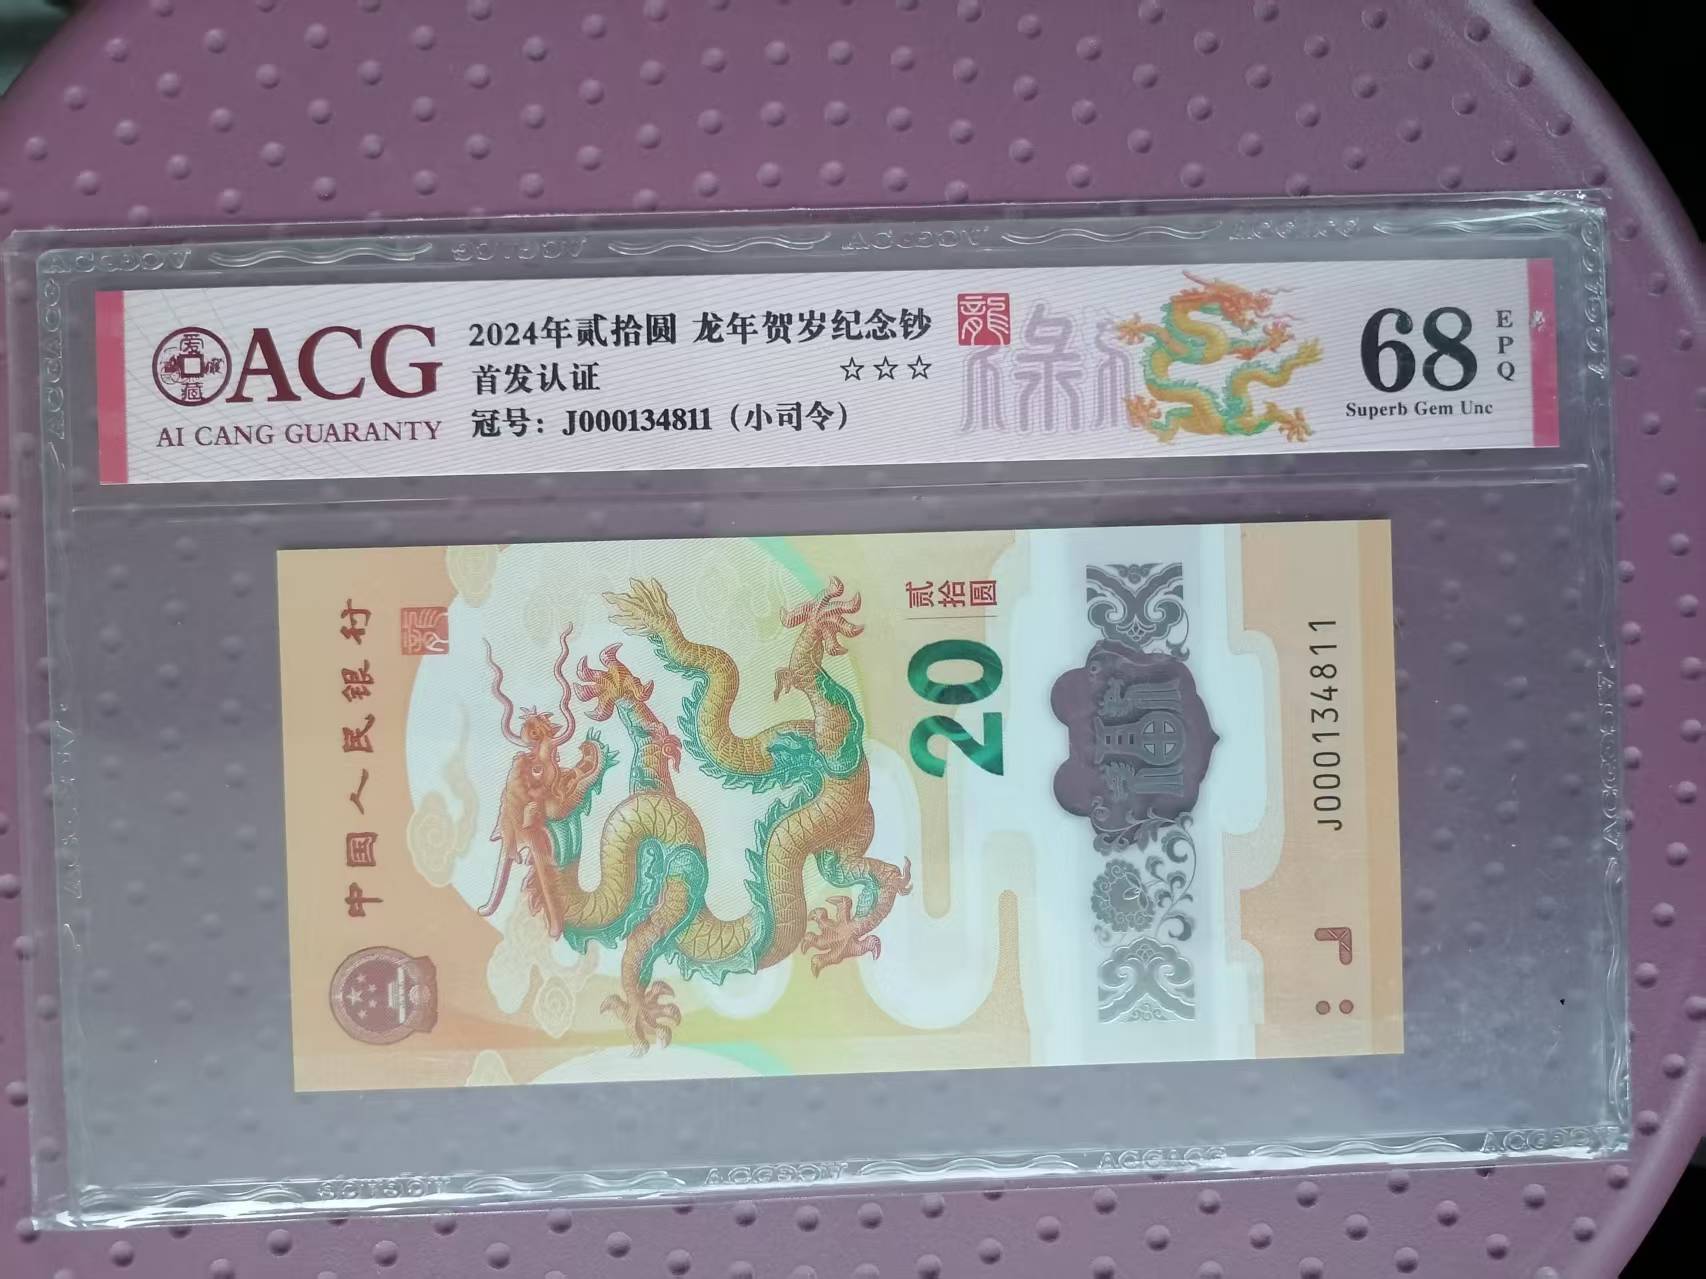 ACG
AI CANG GUARANTY
2024年贰拾圆 龙年贺岁纪念钞
首发认证 ☆☆☆
冠号：J000134811（小司令）
龍
68
EPQ
Superb Gem Unc
中国人民银行
贰拾圆
20
福
J000134811